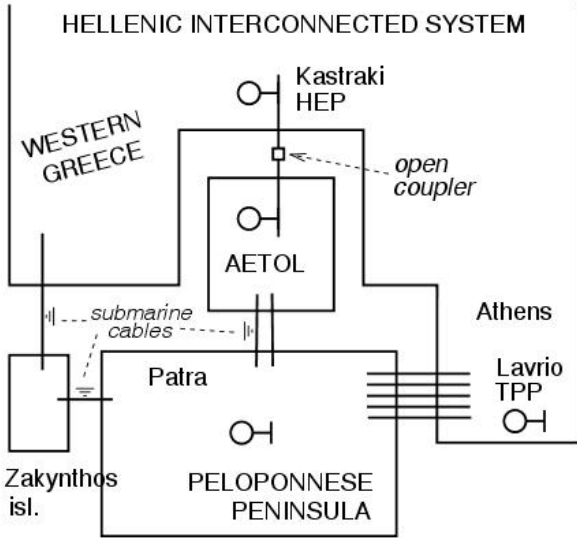 HELLENIC INTERCONNECTED SYSTEM
Kastraki
HEP
WESTERN
GREECE
open
coupler
AETOL
submarine
cables
Athens
Patra
Lavrio
TPP
Zakynthos
isl.
PELOPONNESE
PENINSULA